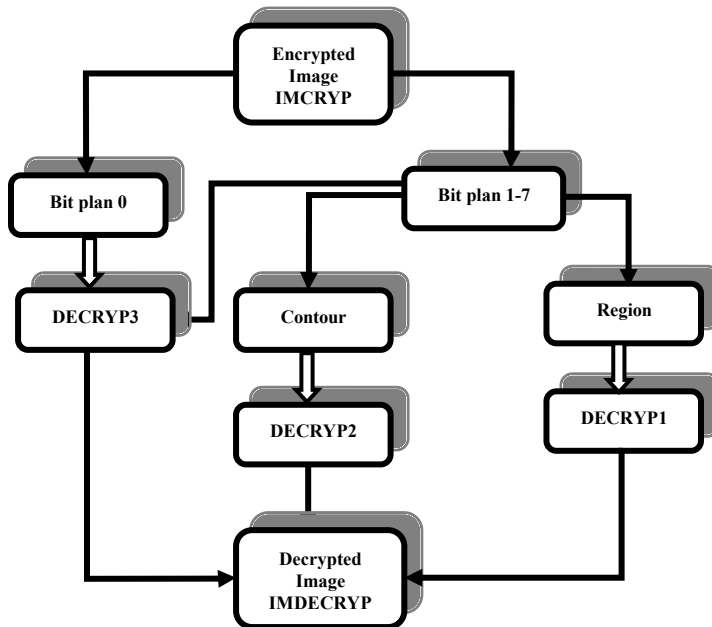 Encrypted
Image
IMCRYP
Bit plan 0
Bit plan 1-7
DECRYP3
Contour
Region
DECRYP2
DECRYP1
Decrypted
Image
IMDECRYP